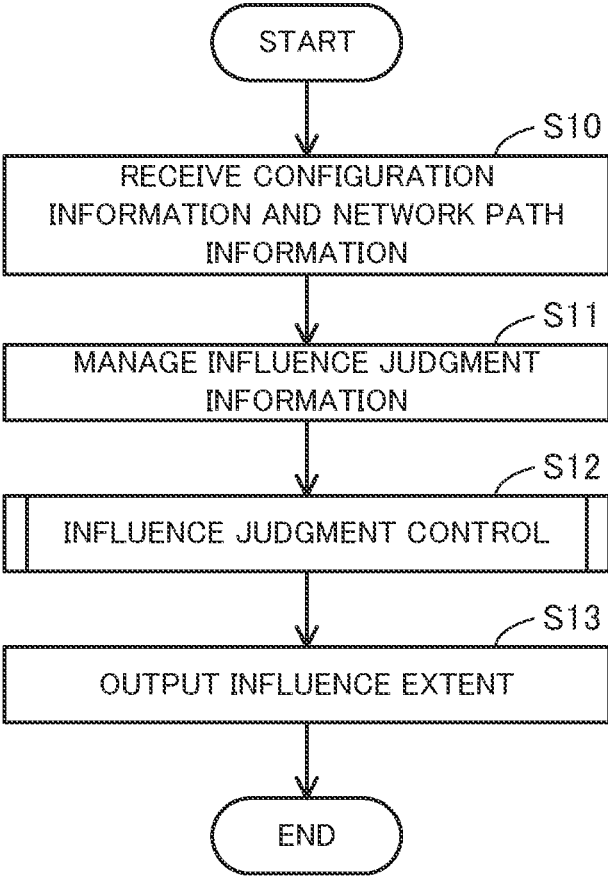 START
S10
RECEIVE CONFIGURATION
INFORMATION AND NETWORK PATH
INFORMATION
S11
MANAGE INFLUENCE JUDGMENT
INFORMATION
S12
INFLUENCE JUDGMENT CONTROL
S13
OUTPUT INFLUENCE EXTENT
END